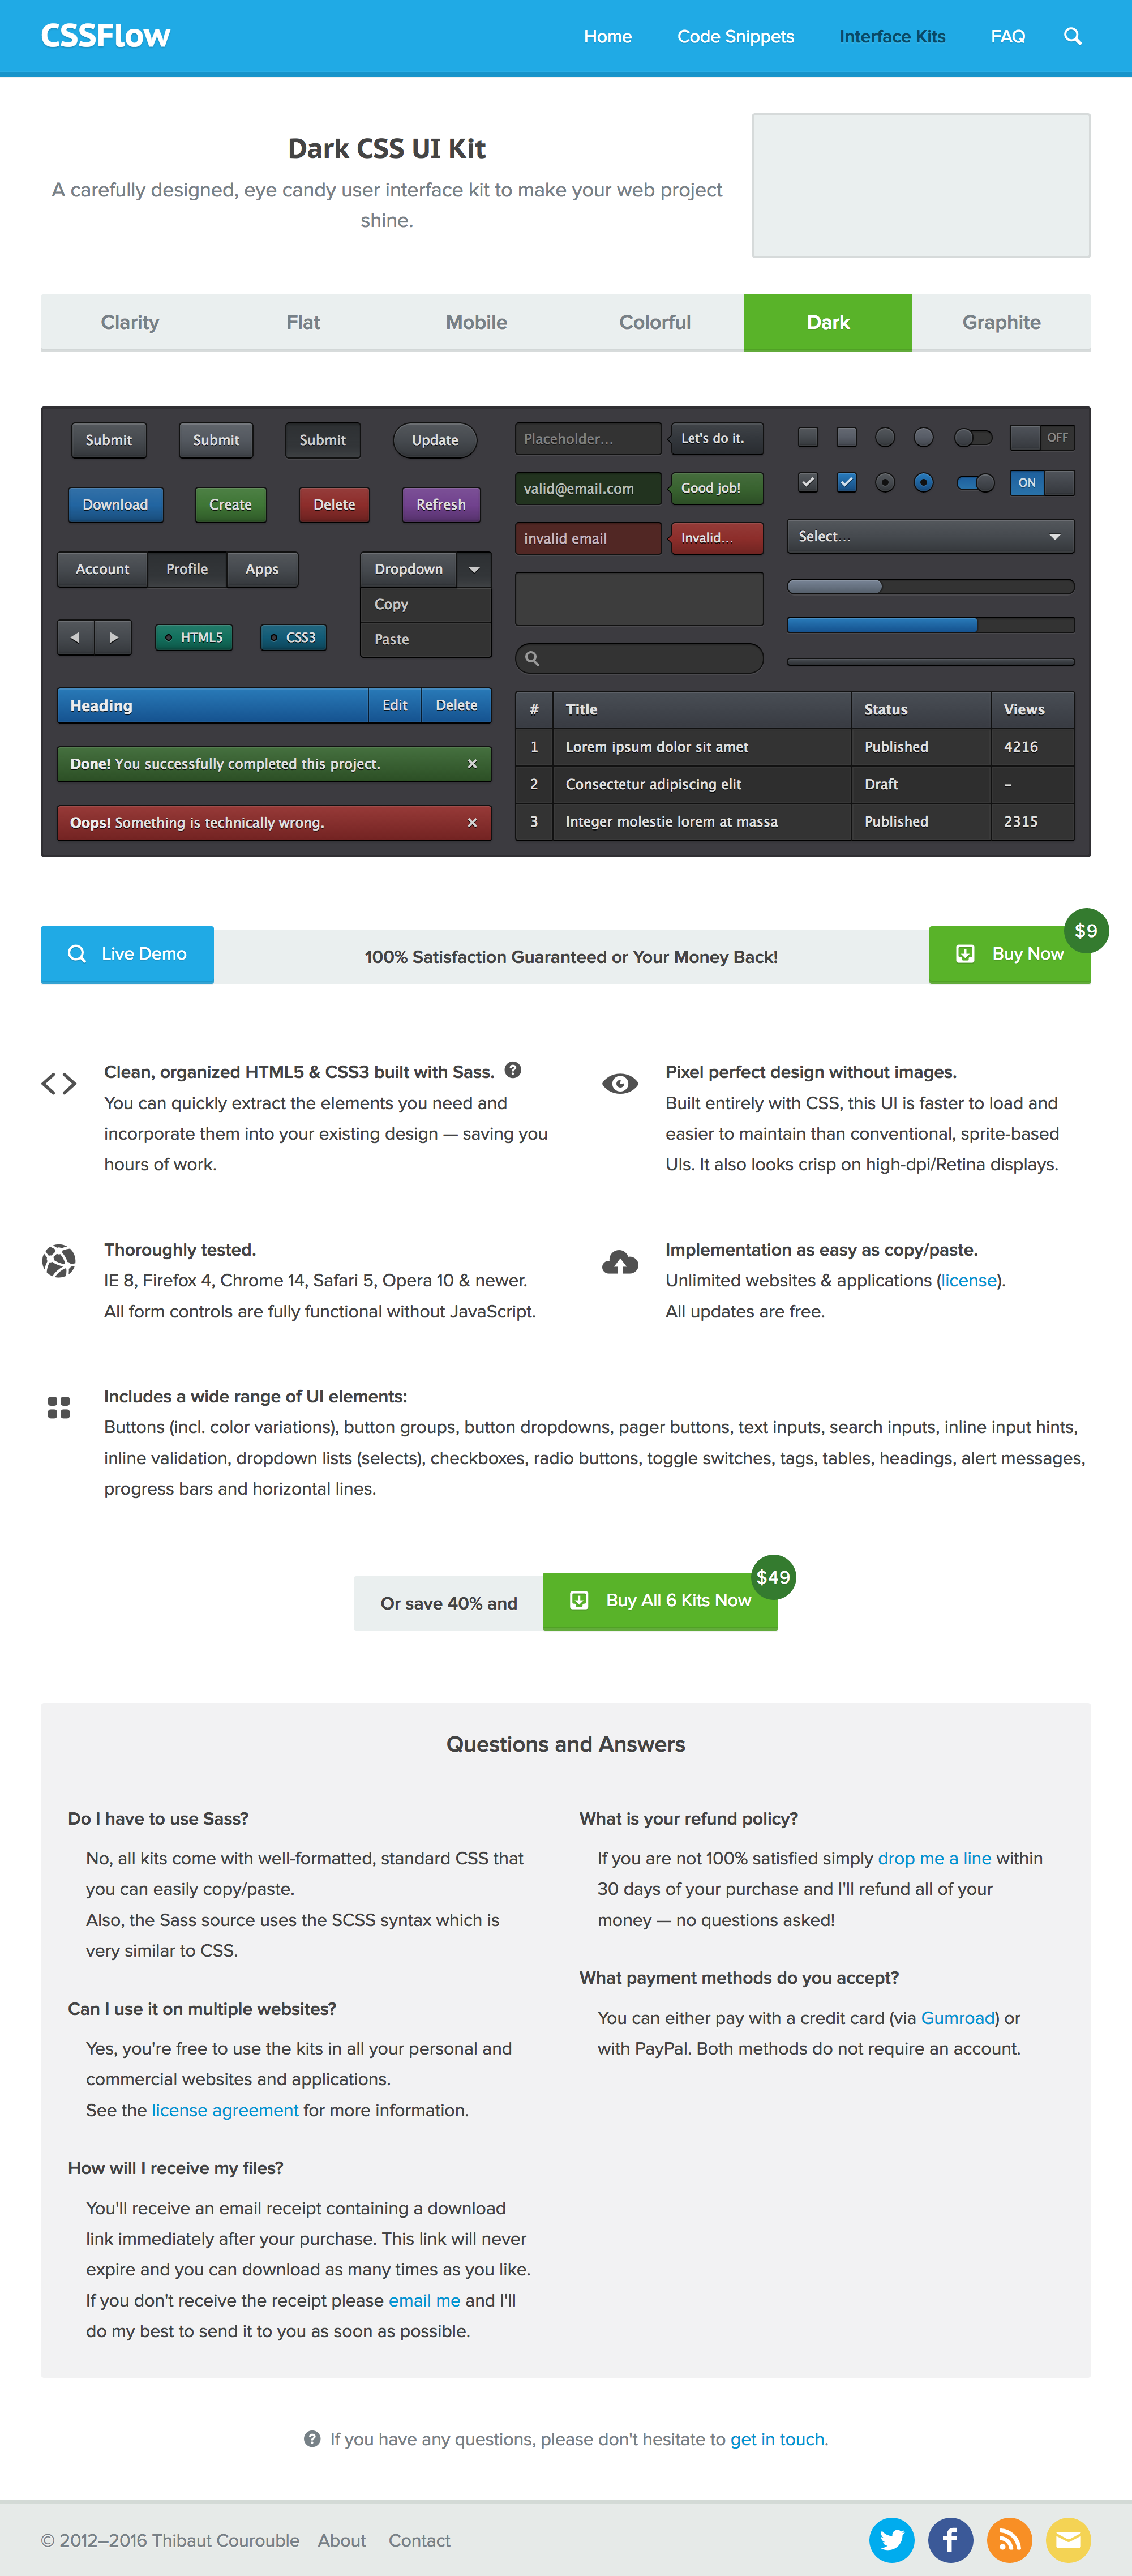 CSSFlow
Home
Code Snippets
Interface Kits
FAQ
Dark CSS UI Kit
A carefully designed, eye candy user interface kit to make your web project
shine.
Clarity
Flat
Mobile
Colorful
Dark
Graphite
Submit
Submit
Submit
Update
Download
Create
Delete
Refresh
Account
Profile
Apps
Dropdown
Copy
Paste
HTML5
CSS3
Heading
Edit
Delete
Done! You successfully completed this project.
×
Oops! Something is technically wrong.
×
Placeholder...
Let's do it.
valid@email.com
Good job!
invalid email
Invalid...
OFF
ON
Select...
# Title Status Views
1 Lorem ipsum dolor sit amet Published 4216
2 Consectetur adipiscing elit Draft –
3 Integer molestie lorem at massa Published 2315
Live Demo
100% Satisfaction Guaranteed or Your Money Back!
Buy Now
$9
Clean, organized HTML5 & CSS3 built with Sass. ?
You can quickly extract the elements you need and
incorporate them into your existing design — saving you
hours of work.
Pixel perfect design without images.
Built entirely with CSS, this UI is faster to load and
easier to maintain than conventional, sprite-based
UIs. It also looks crisp on high-dpi/Retina displays.
Thoroughly tested.
IE 8, Firefox 4, Chrome 14, Safari 5, Opera 10 & newer.
All form controls are fully functional without JavaScript.
Implementation as easy as copy/paste.
Unlimited websites & applications (license).
All updates are free.
Includes a wide range of UI elements:
Buttons (incl. color variations), button groups, button dropdowns, pager buttons, text inputs, search inputs, inline input hints,
inline validation, dropdown lists (selects), checkboxes, radio buttons, toggle switches, tags, tables, headings, alert messages,
progress bars and horizontal lines.
Or save 40% and
Buy All 6 Kits Now
$49
Questions and Answers
Do I have to use Sass?
No, all kits come with well-formatted, standard CSS that
you can easily copy/paste.
Also, the Sass source uses the SCSS syntax which is
very similar to CSS.
Can I use it on multiple websites?
Yes, you're free to use the kits in all your personal and
commercial websites and applications.
See the license agreement for more information.
How will I receive my files?
You'll receive an email receipt containing a download
link immediately after your purchase. This link will never
expire and you can download as many times as you like.
If you don't receive the receipt please email me and I'll
do my best to send it to you as soon as possible.
What is your refund policy?
If you are not 100% satisfied simply drop me a line within
30 days of your purchase and I'll refund all of your
money — no questions asked!
What payment methods do you accept?
You can either pay with a credit card (via Gumroad) or
with PayPal. Both methods do not require an account.
? If you have any questions, please don't hesitate to get in touch.
© 2012–2016 Thibaut Courouble
About
Contact